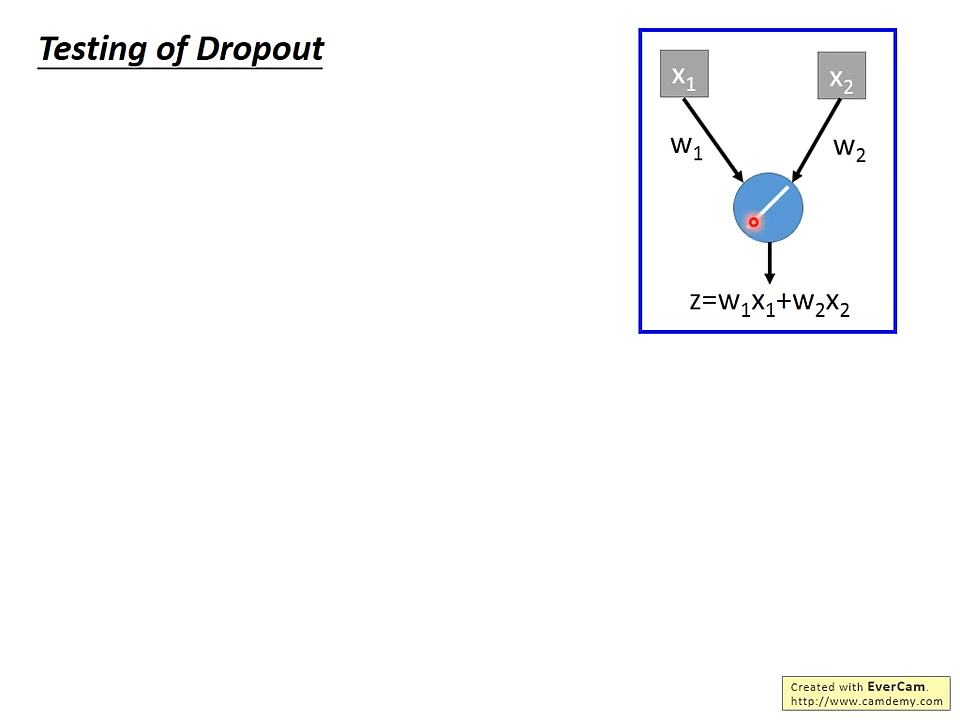 Testing of Dropout
x₁ x₂
w₁ w₂
z=w₁x₁+w₂x₂
Created with EverCam.
http://www.camdemy.com